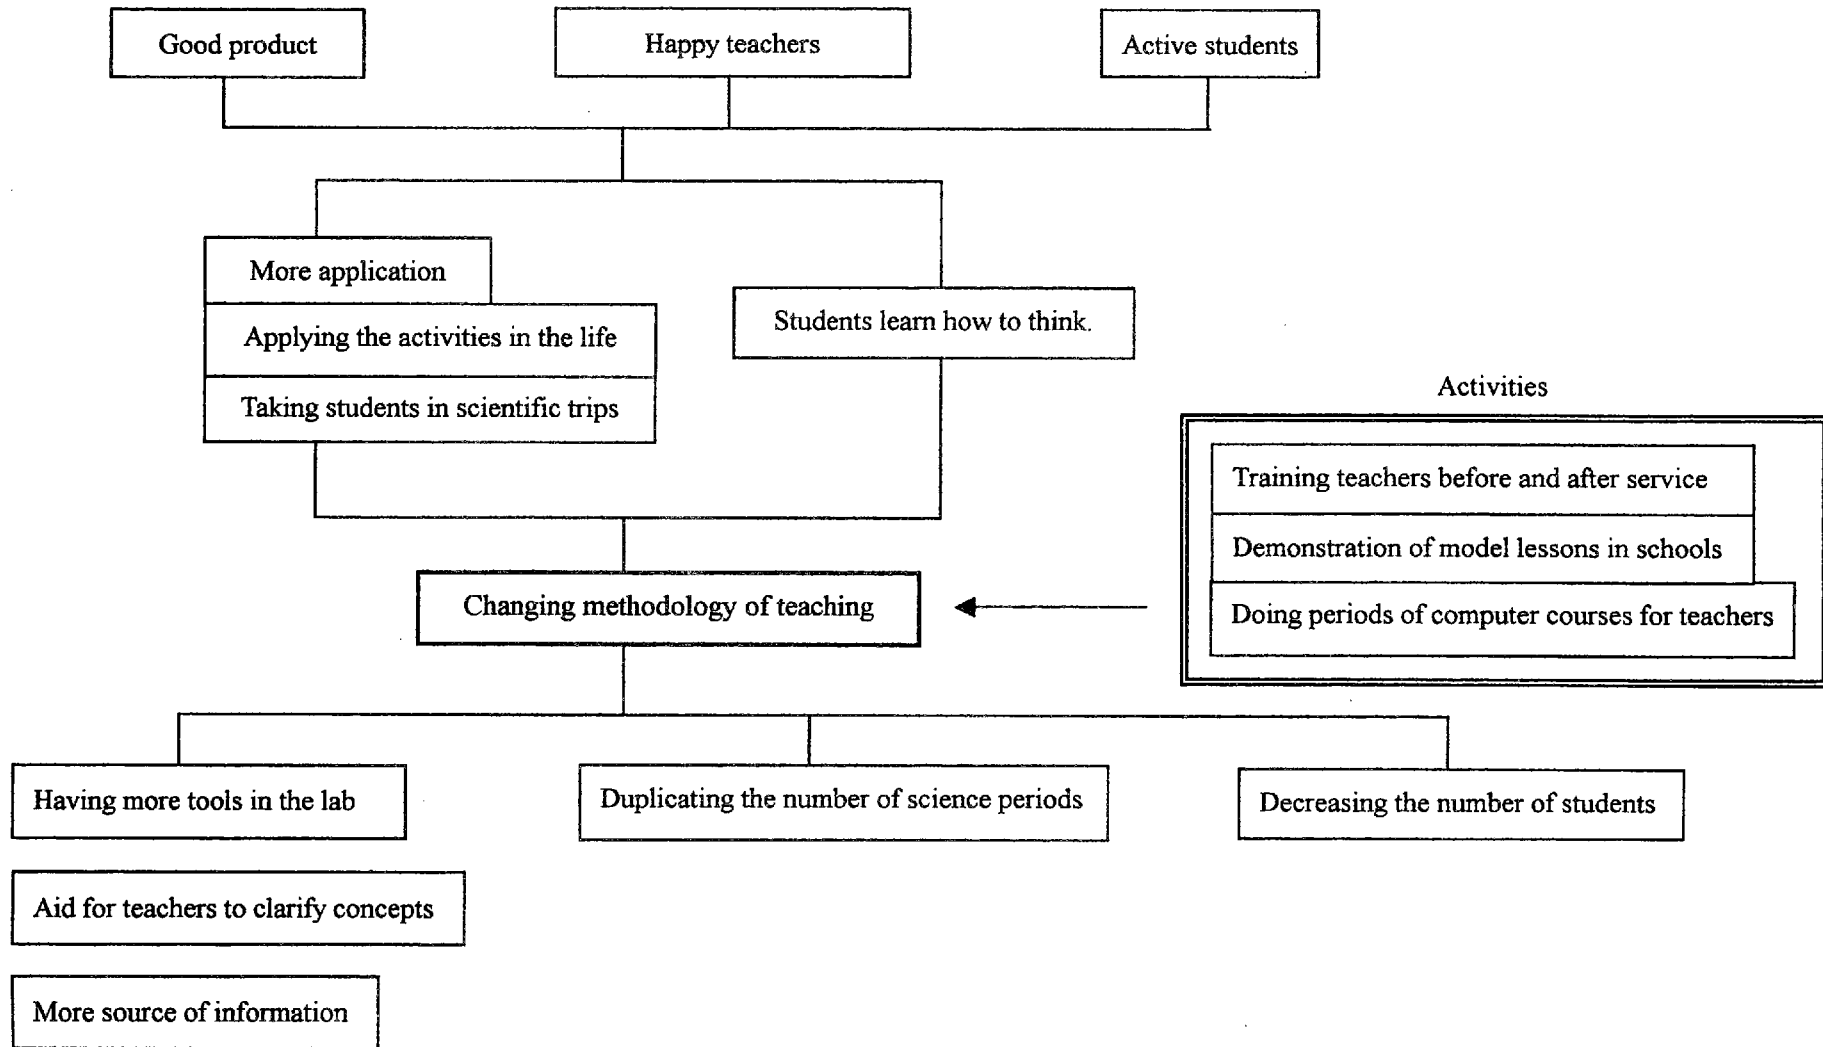 Good product
Happy teachers
Active students
More application
Applying the activities in the life
Students learn how to think.
Taking students in scientific trips
Activities
Training teachers before and after service
Demonstration of model lessons in schools
Changing methodology of teaching
Doing periods of computer courses for teachers
Having more tools in the lab
Duplicating the number of science periods
Decreasing the number of students
Aid for teachers to clarify concepts
More source of information